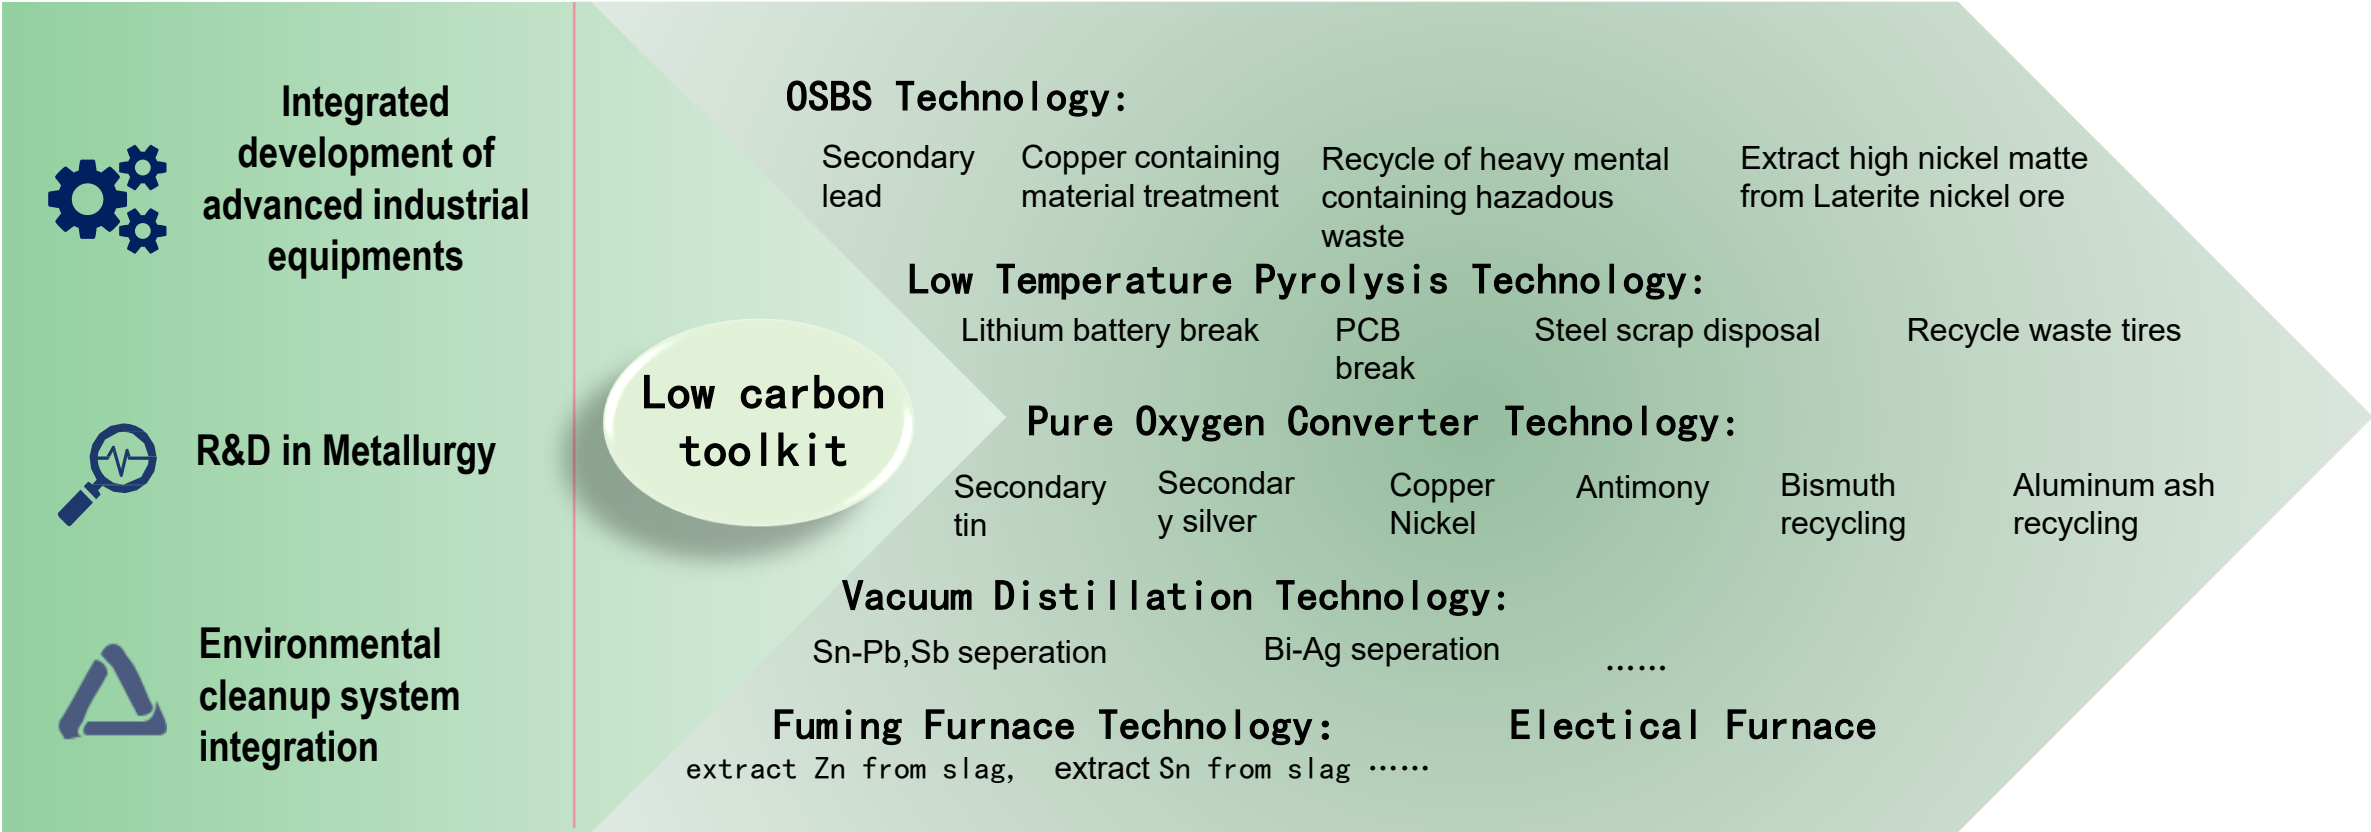 Integrated
development of
advanced industrial
equipments
R&D in Metallurgy
Environmental
cleanup system
integration
Low carbon
toolkit
OSBS Technology:
Secondary
lead
Copper containing
material treatment
Recycle of heavy mental
containing hazadous
waste
Extract high nickel matte
from Laterite nickel ore
Low Temperature Pyrolysis Technology:
Lithium battery break
PCB
break
Steel scrap disposal
Recycle waste tires
Pure Oxygen Converter Technology:
Secondary
tin
Secondar
y silver
Copper
Nickel
Antimony
Bismuth
recycling
Aluminum ash
recycling
Vacuum Distillation Technology:
Sn-Pb,Sb seperation
Bi-Ag seperation
……
Fuming Furnace Technology:
Electical Furnace
extract Zn from slag, extract Sn from slag ……